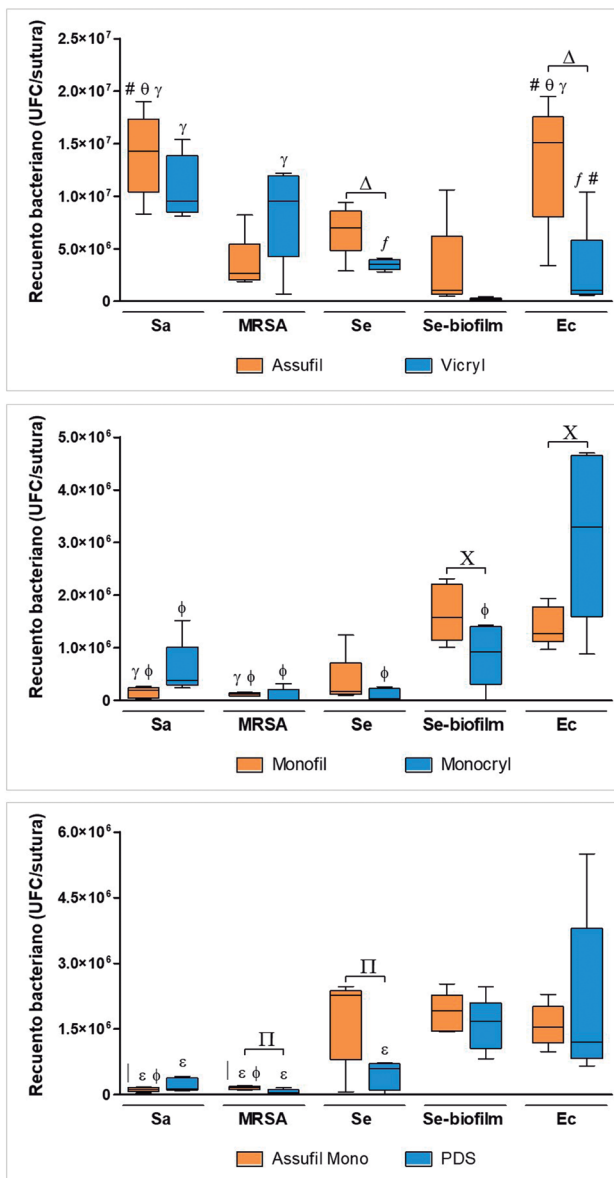 Recuento bacteriano (UFC/sutura)
2.5×10⁷
2.0×10⁷
1.5×10⁷
1.0×10⁷
5.0×10⁶
0
# θ γ
γ
γ
Δ
f
Δ
# θ γ
f #
Sa MRSA Se Se-biofilm Ec
Assufil Vicryl
Recuento bacteriano (UFC/sutura)
5.0×10⁶
4.0×10⁶
3.0×10⁶
2.0×10⁶
1.0×10⁶
0
γ ϕ
ϕ
γ ϕ
ϕ
ϕ
X
ϕ
X
Sa MRSA Se Se-biofilm Ec
Monofil Monocryl
Recuento bacteriano (UFC/sutura)
6.0×10⁶
4.5×10⁶
3.0×10⁶
1.5×10⁶
0
| ε ϕ
ε
Π
| ε ϕ
ε
Π
ε
Sa MRSA Se Se-biofilm Ec
Assufil Mono PDS